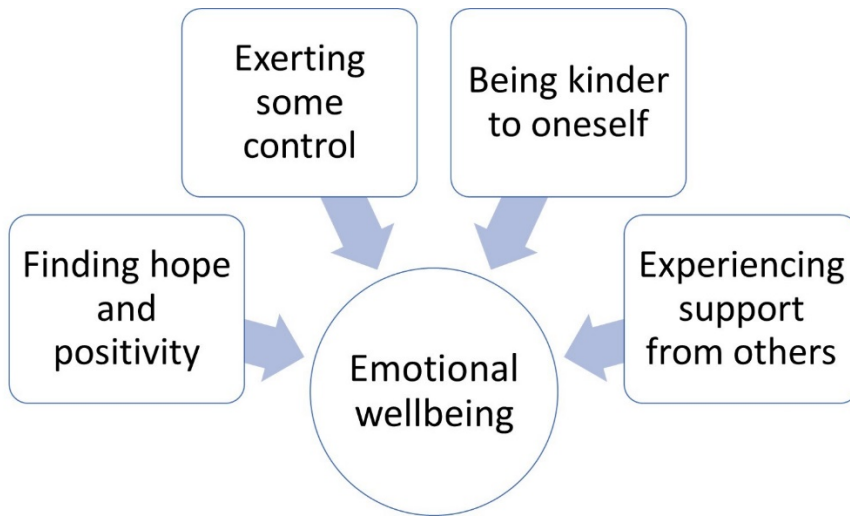 Finding hope
and
positivity
Exerting
some
control
Being kinder
to oneself
Experiencing
support
from others
Emotional
wellbeing